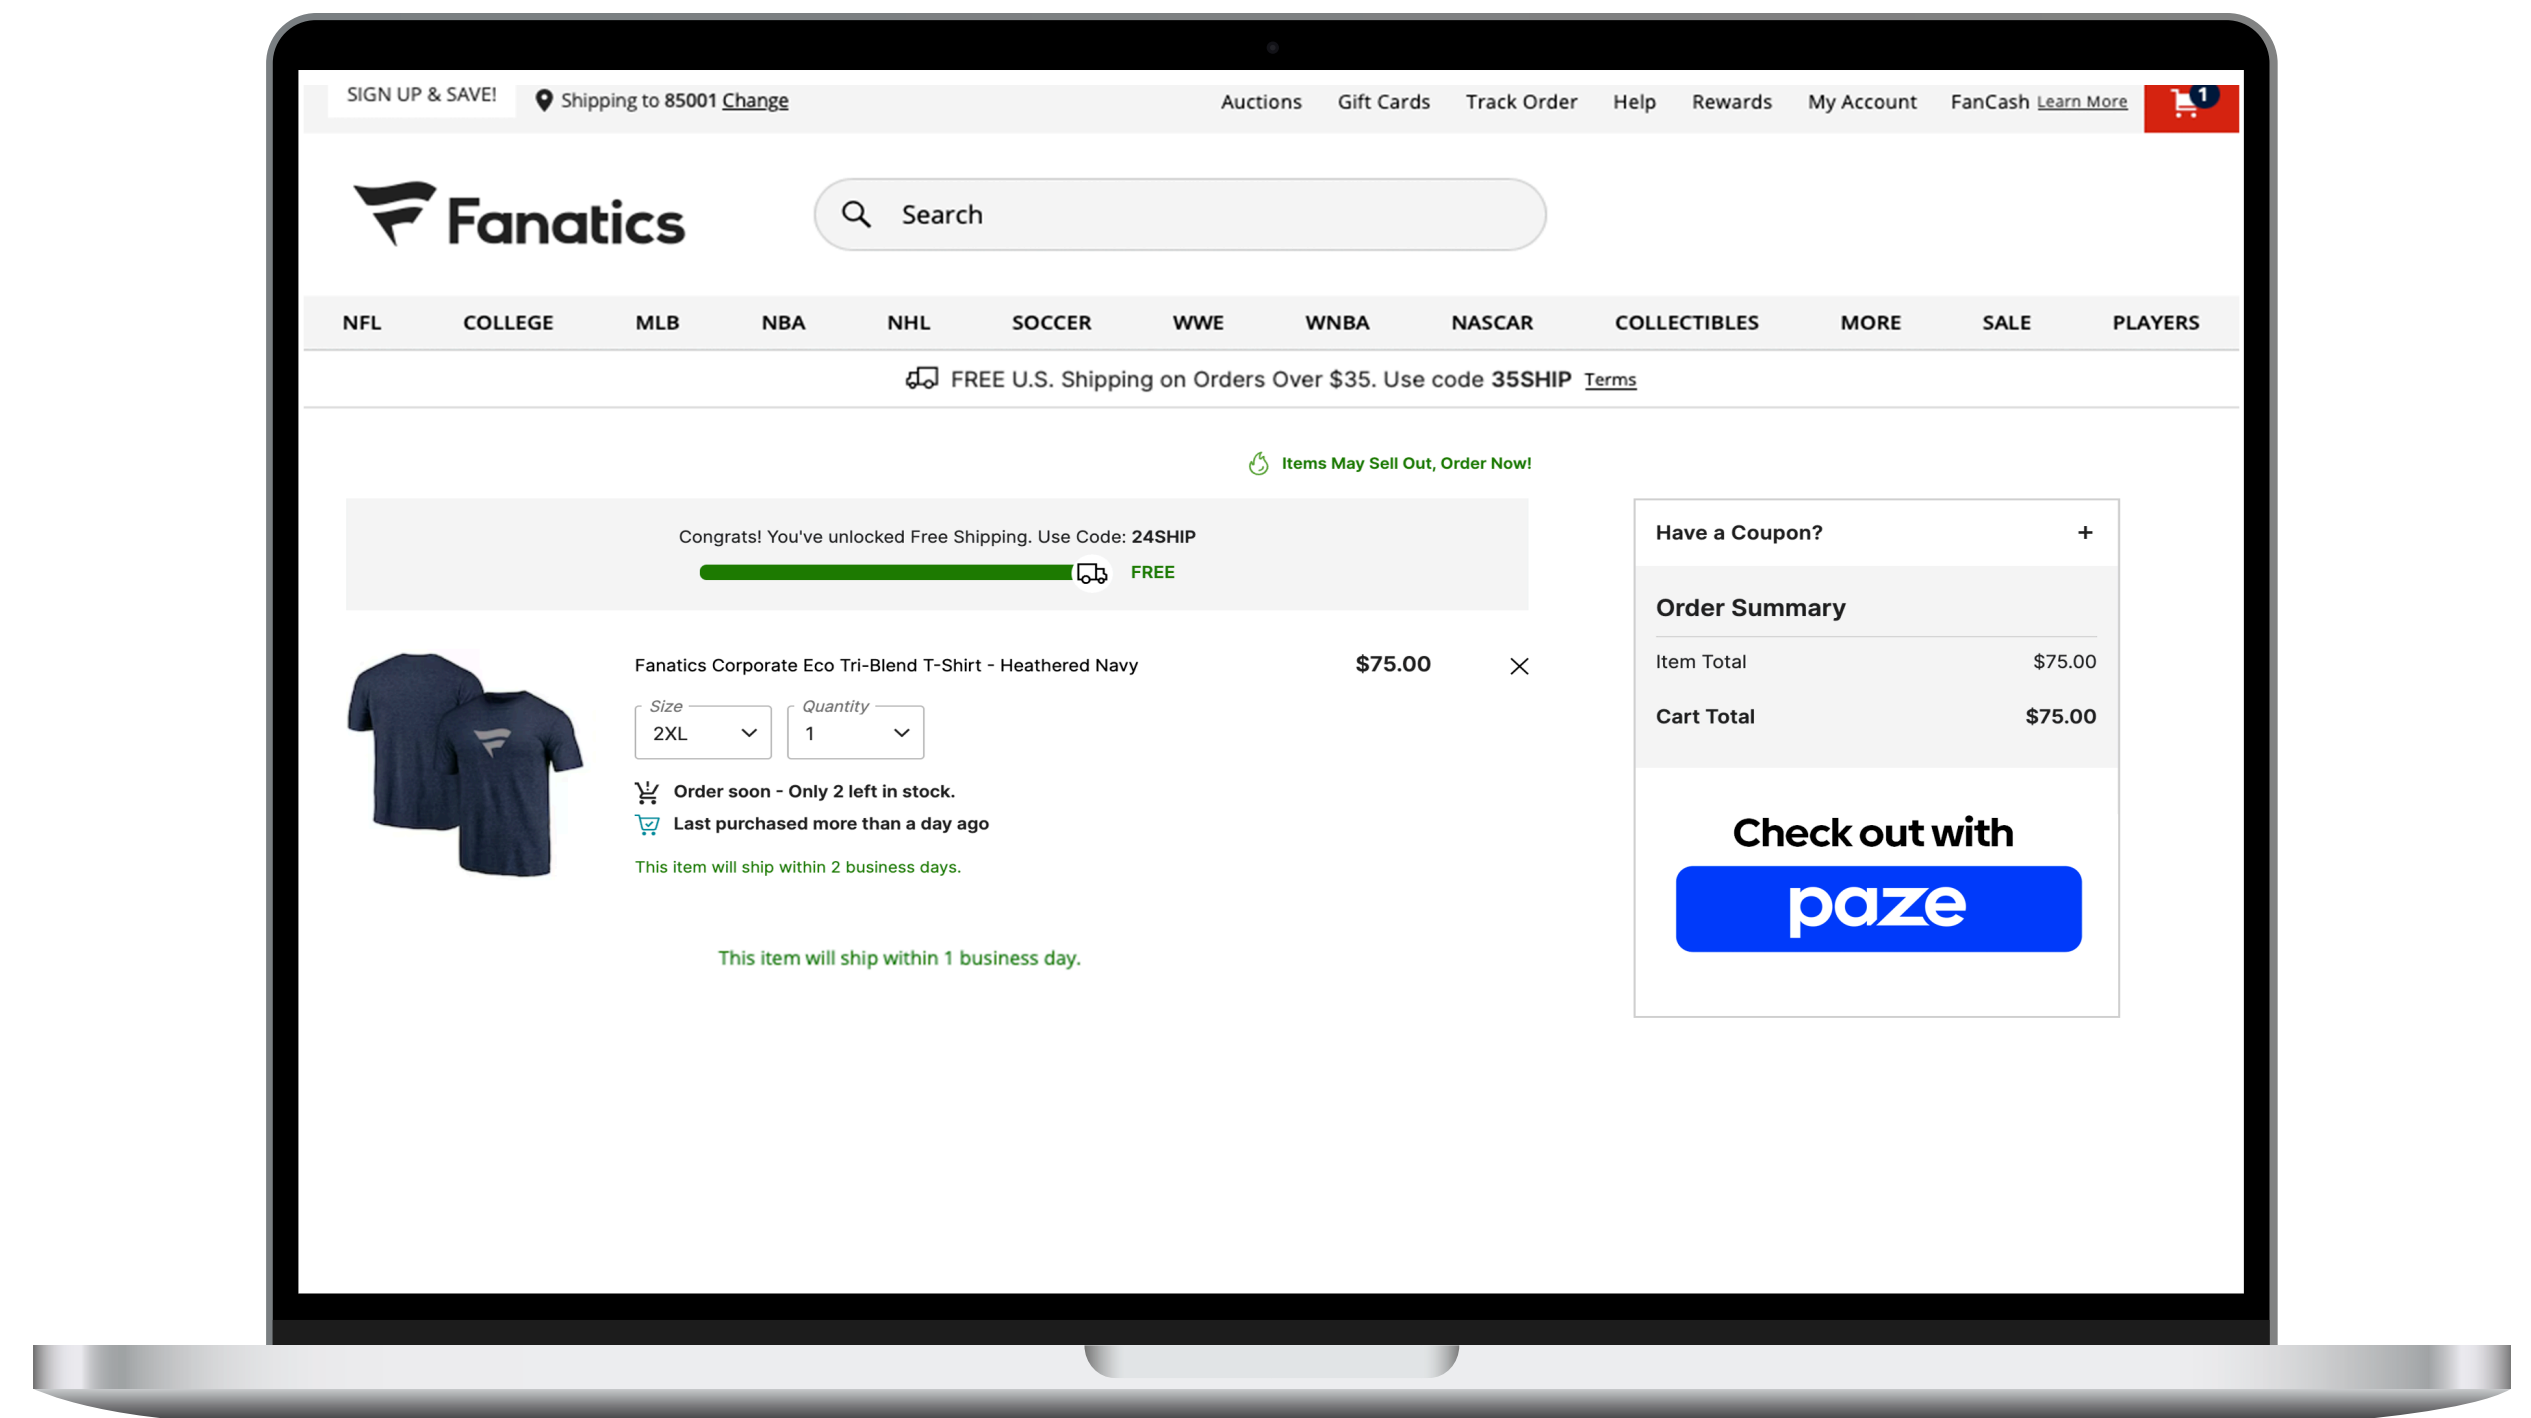 SIGN UP & SAVE!
Shipping to 85001 Change
Auctions Gift Cards Track Order Help Rewards My Account FanCash Learn More 1
Fanatics
Search
NFL COLLEGE MLB NBA NHL SOCCER WWE WNBA NASCAR COLLECTIBLES MORE SALE PLAYERS
FREE U.S. Shipping on Orders Over $35. Use code 35SHIP Terms
Items May Sell Out, Order Now!
Congrats! You've unlocked Free Shipping. Use Code: 24SHIP
FREE
Fanatics Corporate Eco Tri-Blend T-Shirt - Heathered Navy $75.00
Size Quantity
2XL 1
Order soon - Only 2 left in stock.
Last purchased more than a day ago
This item will ship within 2 business days.
This item will ship within 1 business day.
Have a Coupon? +
Order Summary
Item Total $75.00
Cart Total $75.00
Check out with
paze